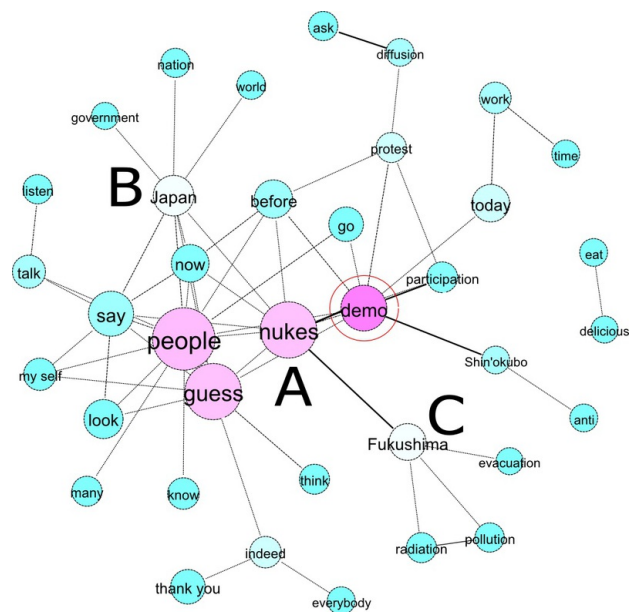 ask
diffusion
nation
world
government
work
time
protest
B
Japan
listen
before
today
go
talk
now
eat
participation
say
demo
people
nukes
delicious
my self
guess
A
Shin'okubo
look
C
Fukushima
anti
evacuation
many
know
think
radiation
pollution
indeed
thank you
everybody